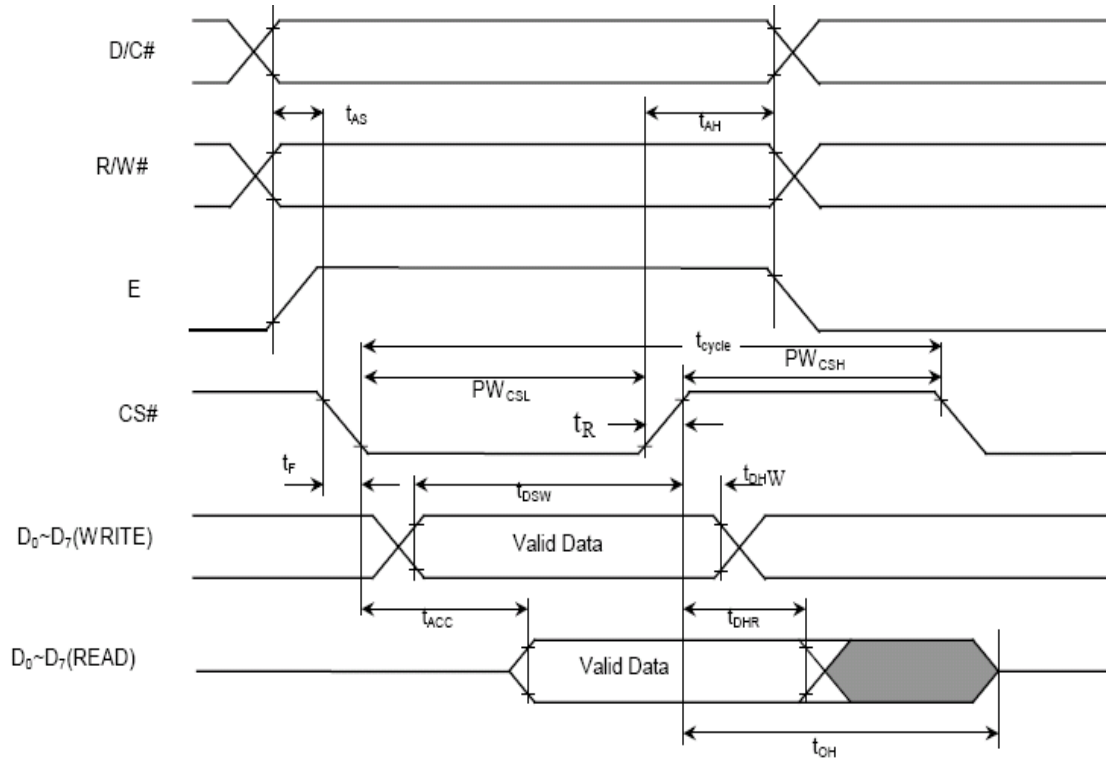 D/C#
tAS
tAH
R/W#
E
tcycle
PWCSH
PWCSL
CS#
tR
tF
tDHW
tDSW
D0~D7(WRITE)
Valid Data
tACC
tDHR
D0~D7(READ)
Valid Data
tOH